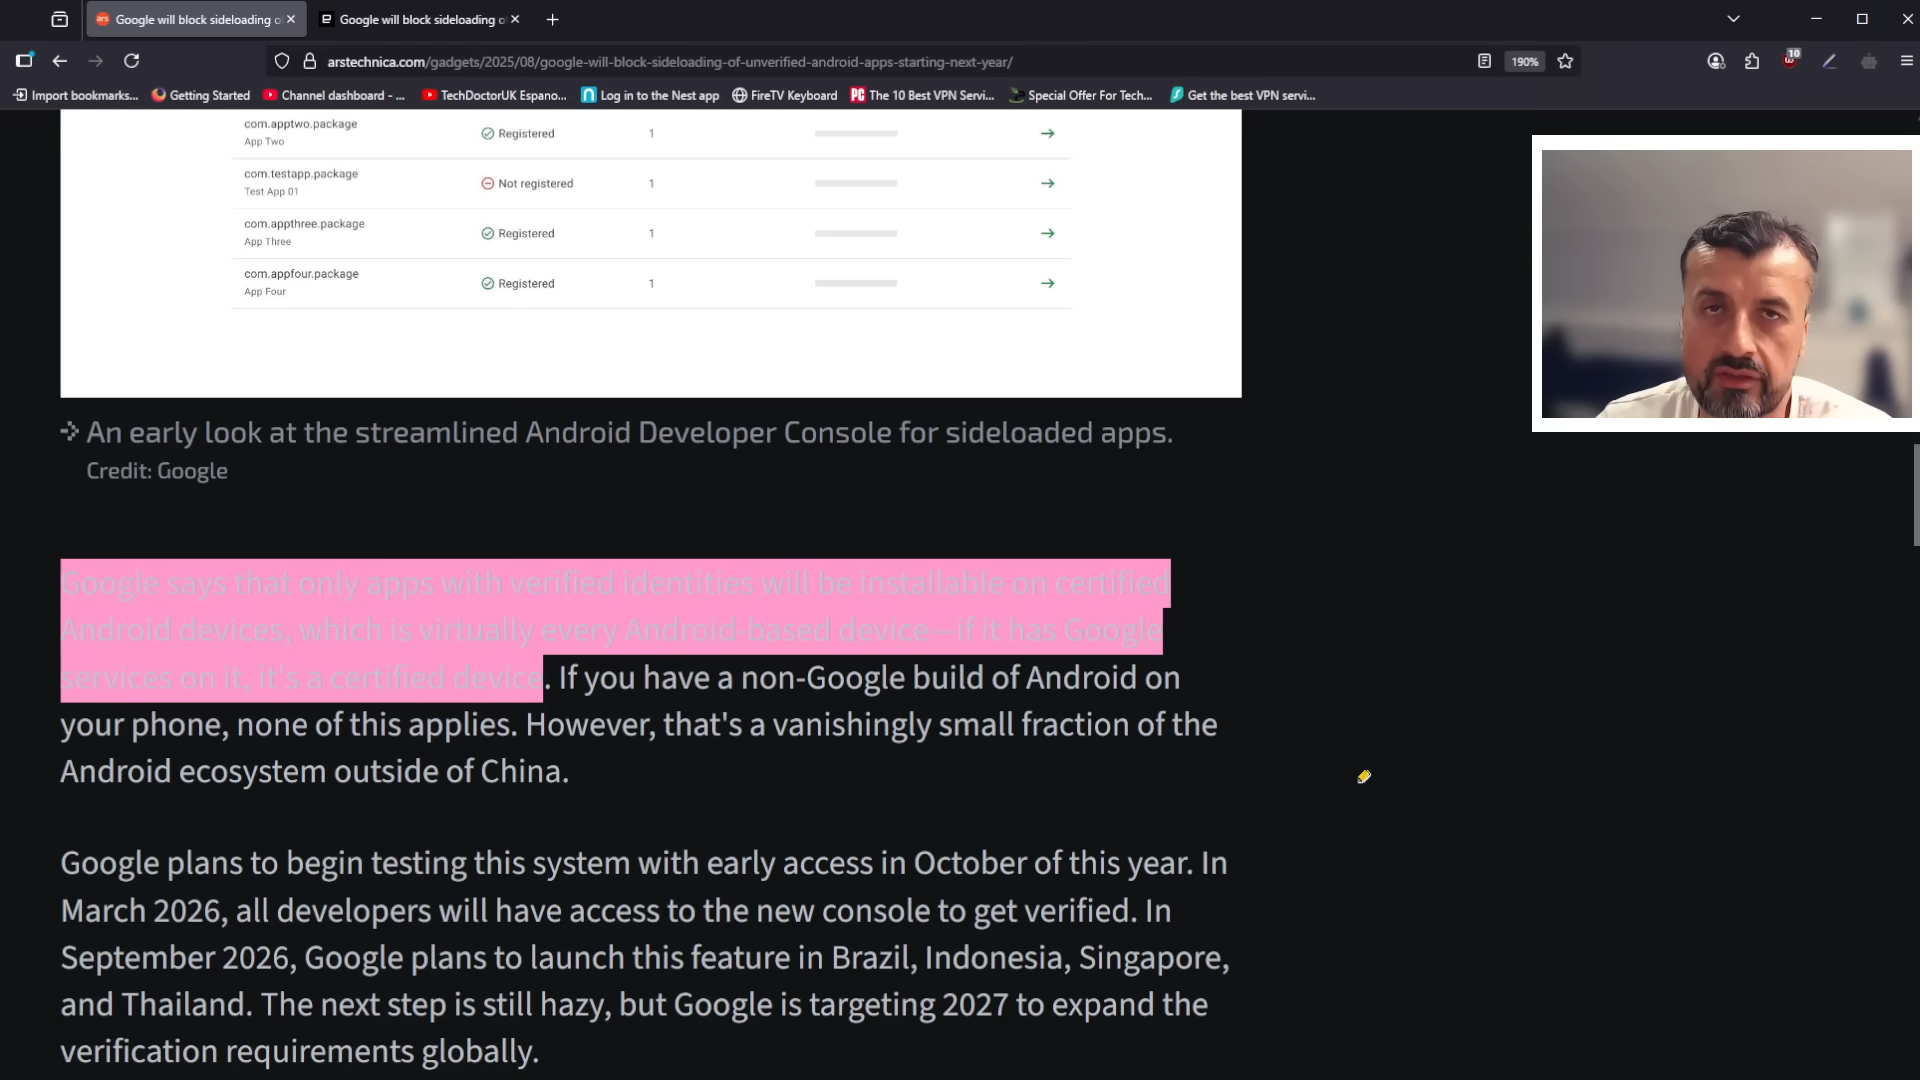 Google will block sideloading o
Google will block sideloading o
arstechnica.com/gadgets/2025/08/google-will-block-sideloading-of-unverified-android-apps-starting-next-year/
190%
10
Import bookmarks...
Getting Started
Channel dashboard - ...
TechDoctorUK Espano...
Log in to the Nest app
FireTV Keyboard
PC The 10 Best VPN Servi...
Special Offer For Tech...
Get the best VPN servi...
com.apptwo.package
App Two
Registered
1
com.testapp.package
Test App 01
Not registered
1
com.appthree.package
App Three
Registered
1
com.appfour.package
App Four
Registered
1
An early look at the streamlined Android Developer Console for sideloaded apps.
Credit: Google
Google says that only apps with verified identities will be installable on certified
Android devices, which is virtually every Android-based device—if it has Google
services on it, it's a certified device. If you have a non-Google build of Android on
your phone, none of this applies. However, that's a vanishingly small fraction of the
Android ecosystem outside of China.
Google plans to begin testing this system with early access in October of this year. In
March 2026, all developers will have access to the new console to get verified. In
September 2026, Google plans to launch this feature in Brazil, Indonesia, Singapore,
and Thailand. The next step is still hazy, but Google is targeting 2027 to expand the
verification requirements globally.